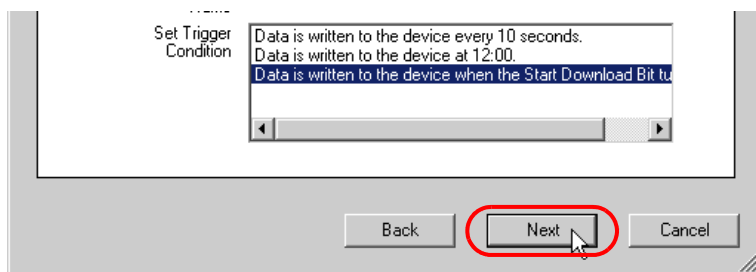 Set Trigger
Condition
Data is written to the device every 10 seconds.
Data is written to the device at 12:00.
Data is written to the device when the Start Download Bit tu
Back
Next
Cancel